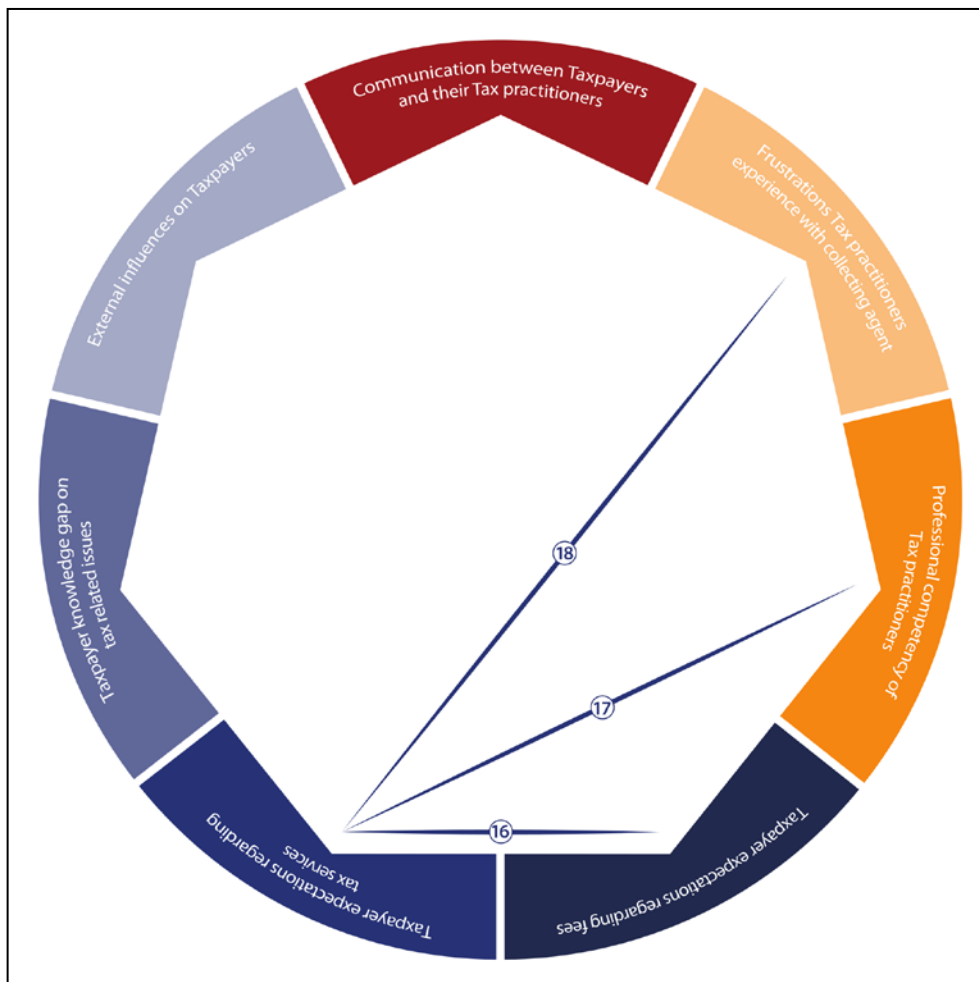 Communication between Taxpayers
and their Tax practitioners
Frustrations Tax practitioners
experience with collecting agent
Professional competency of
Tax practitioners
Taxpayer expectations regarding fees
Taxpayer expectations regarding
tax services
Taxpayer knowledge gap on
tax related issues
External influences on Taxpayers
18
17
16